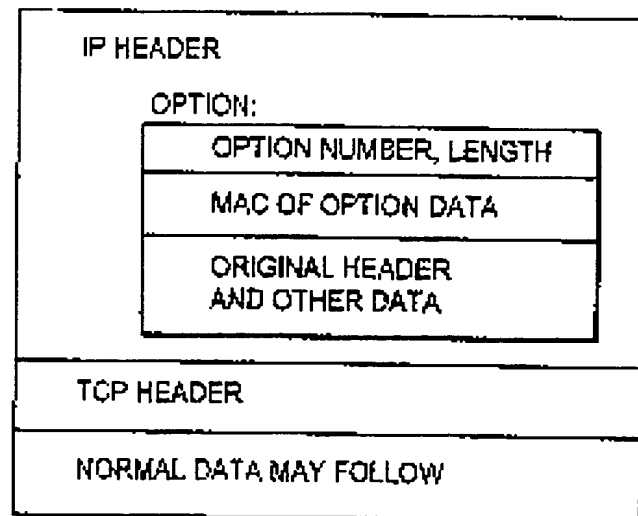 IP HEADER
OPTION:
OPTION NUMBER, LENGTH
MAC OF OPTION DATA
ORIGINAL HEADER
AND OTHER DATA
TCP HEADER
NORMAL DATA MAY FOLLOW